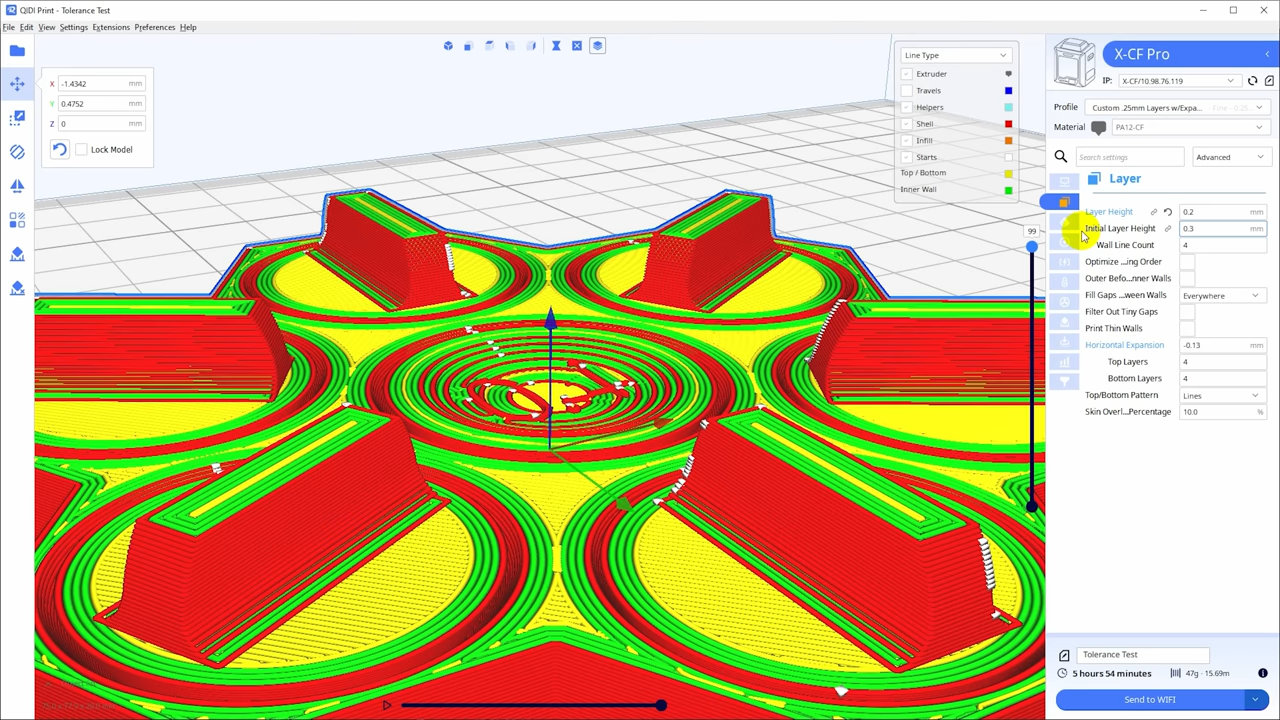 QIDI Print - Tolerance Test
File Edit View Settings Extensions Preferences Help
X -1.4342 mm
Y 0.4752 mm
Z 0 mm
Lock Model
Line Type
Extruder
Travels
Helpers
Shell
Infill
Starts
Top / Bottom
Inner Wall
99
X-CF Pro
IP: X-CF/10.98.76.119
Profile Custom .25mm Layers w/Expa...
Material PA12-CF
Search settings Advanced
Layer
Layer Height 0.2 mm
Initial Layer Height 0.3 mm
Wall Line Count 4
Optimize ...ing Order
Outer Befo...nner Walls
Fill Gaps ...ween Walls Everywhere
Filter Out Tiny Gaps
Print Thin Walls
Horizontal Expansion -0.13 mm
Top Layers 4
Bottom Layers 4
Top/Bottom Pattern Lines
Skin Overl...Percentage 10.0 %
Tolerance Test
5 hours 54 minutes 47g · 15.69m
Send to WIFI